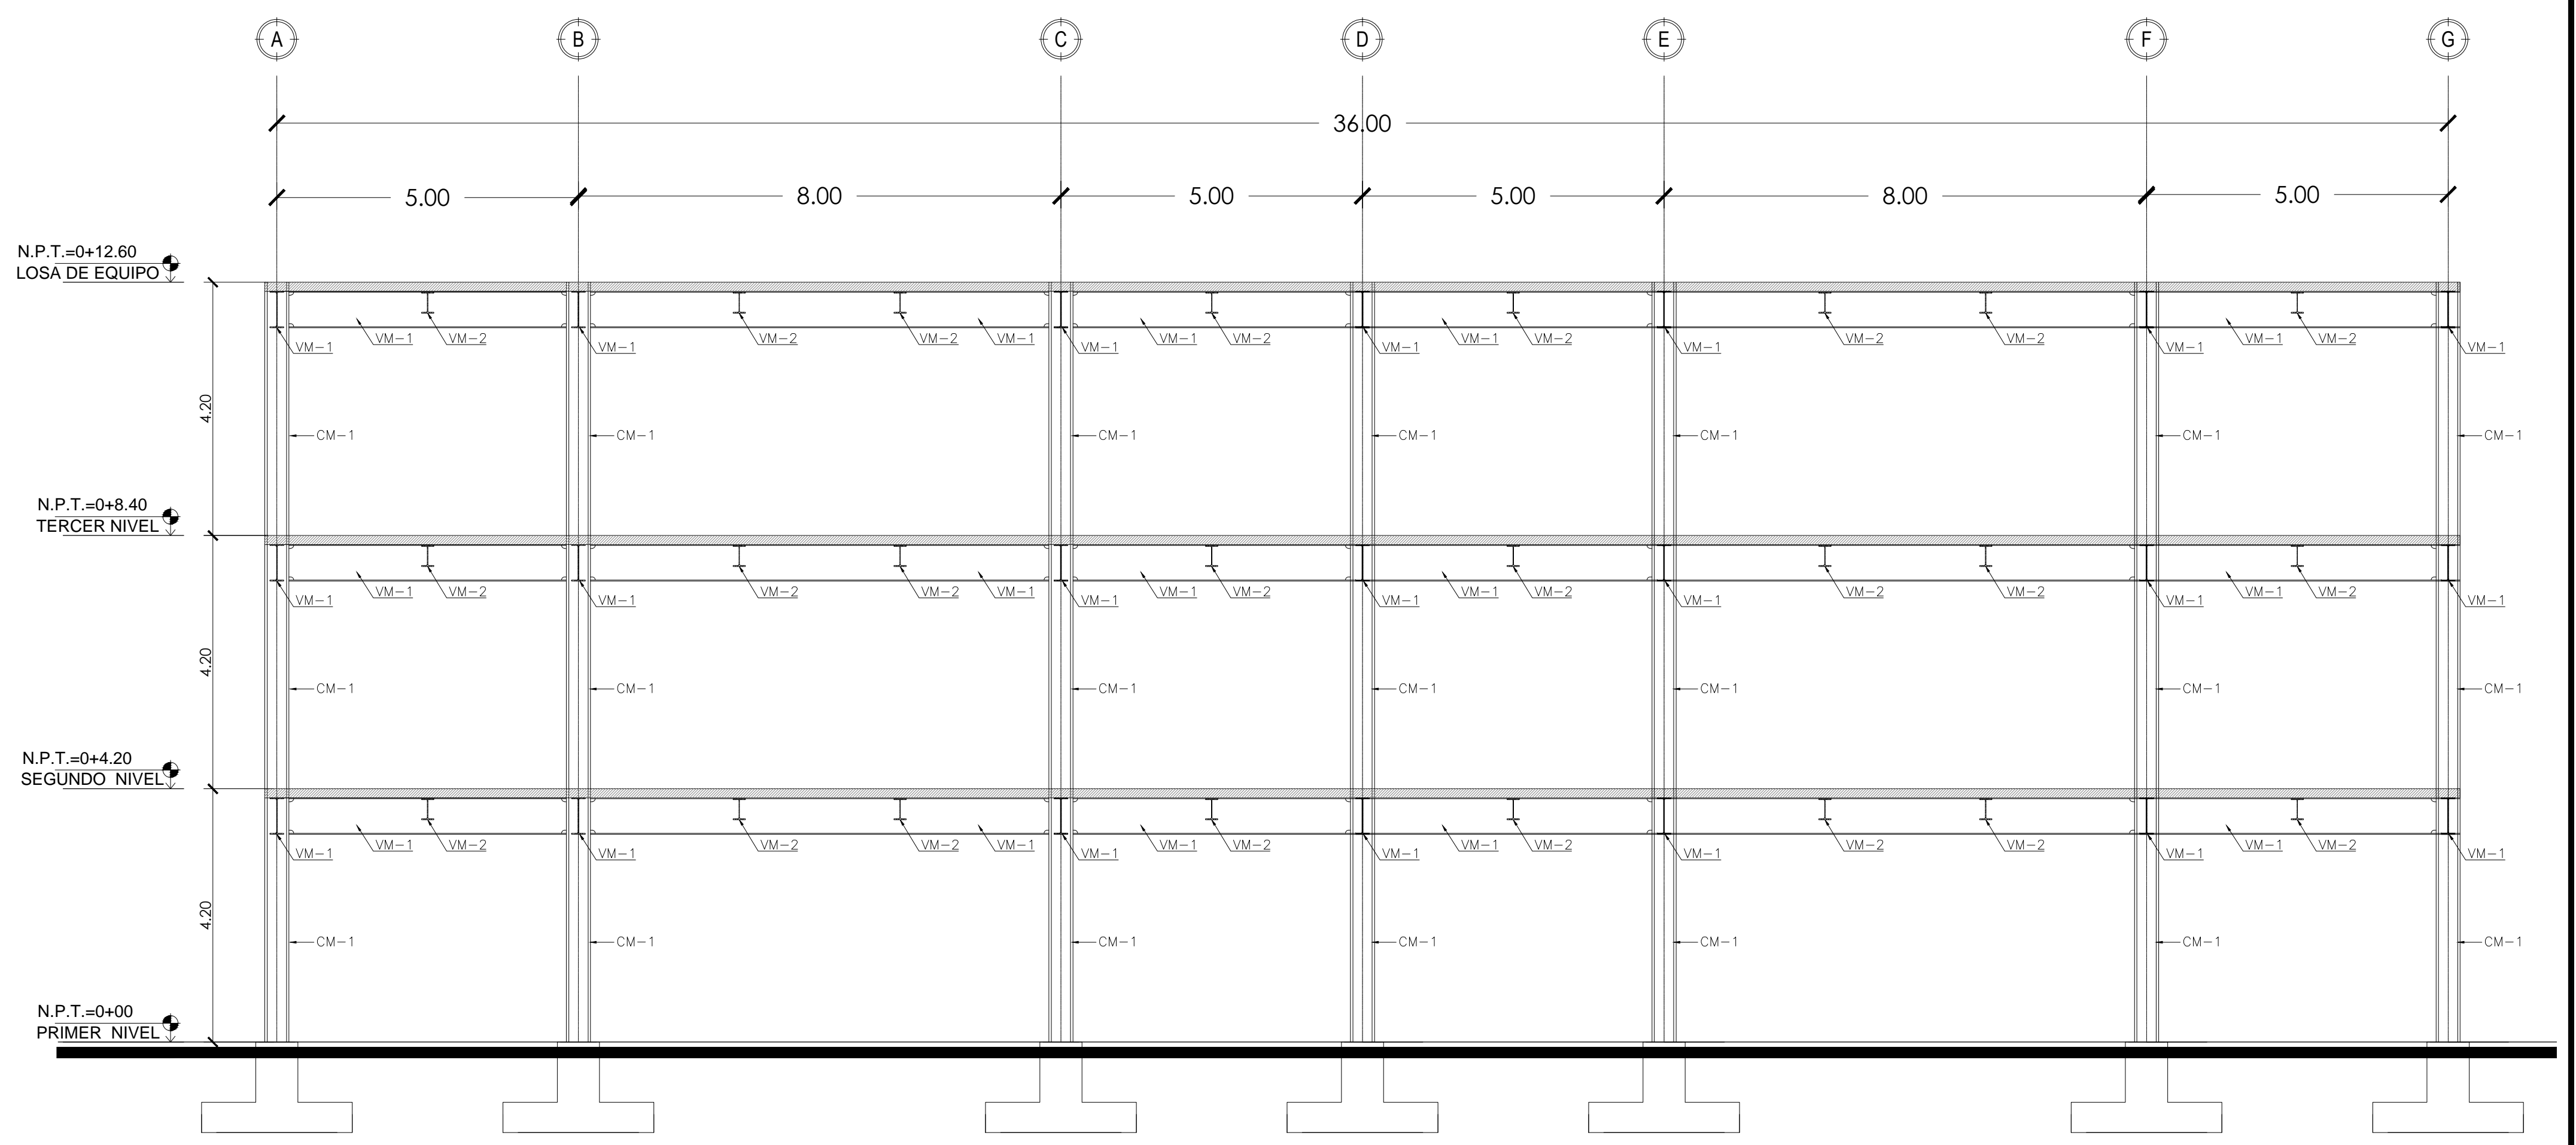 A B C D E F G
36.00
5.00 8.00 5.00 5.00 8.00 5.00
N.P.T.=0+12.60
LOSA DE EQUIPO
VM-1 VM-2 VM-2 VM-2 VM-1 VM-1 VM-2 VM-1 VM-2 VM-2 VM-2 VM-1 VM-2
VM-1 VM-1 VM-1 VM-1 VM-1 VM-1 VM-1
4.20
CM-1 CM-1 CM-1 CM-1 CM-1 CM-1 CM-1
N.P.T.=0+8.40
TERCER NIVEL
VM-1 VM-2 VM-2 VM-2 VM-1 VM-1 VM-2 VM-1 VM-2 VM-2 VM-2 VM-1 VM-2
VM-1 VM-1 VM-1 VM-1 VM-1 VM-1 VM-1
4.20
CM-1 CM-1 CM-1 CM-1 CM-1 CM-1 CM-1
N.P.T.=0+4.20
SEGUNDO NIVEL
VM-1 VM-2 VM-2 VM-2 VM-1 VM-1 VM-2 VM-1 VM-2 VM-2 VM-2 VM-1 VM-2
VM-1 VM-1 VM-1 VM-1 VM-1 VM-1 VM-1
4.20
CM-1 CM-1 CM-1 CM-1 CM-1 CM-1 CM-1
N.P.T.=0+00
PRIMER NIVEL